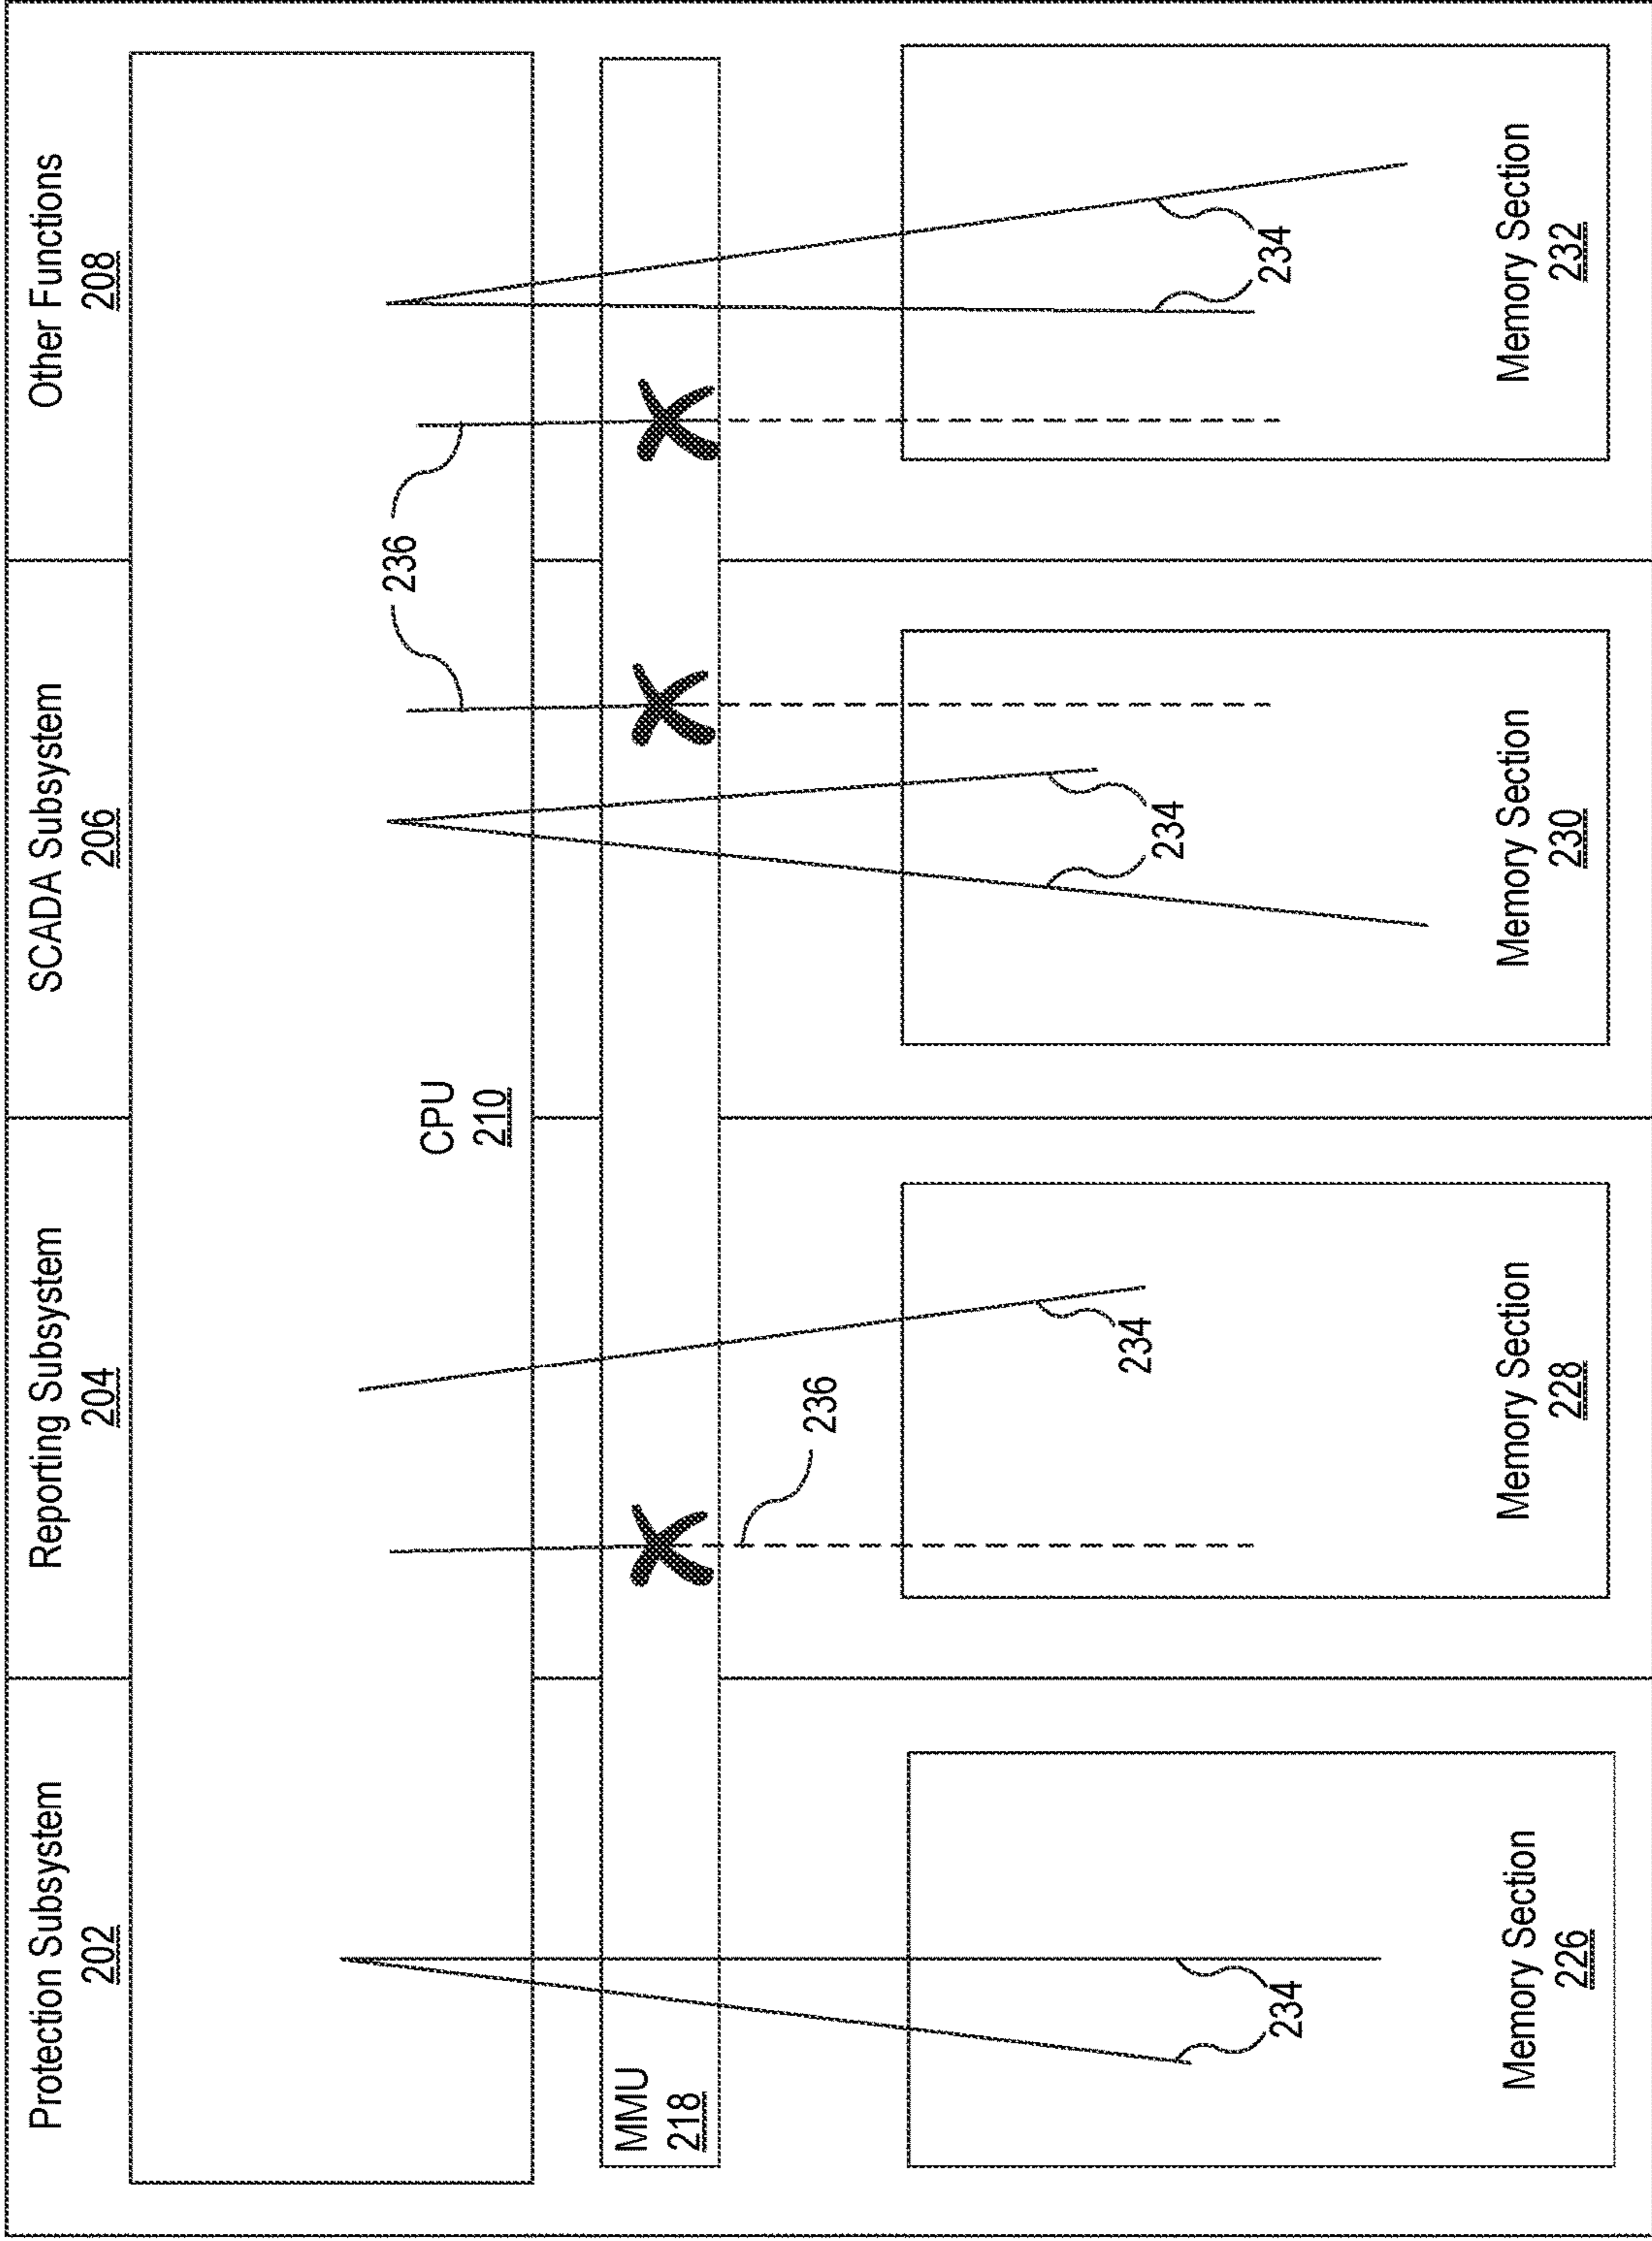 Protection Subsystem
202
Reporting Subsystem
204
SCADA Subsystem
206
Other Functions
208
CPU
210
236
MMU
218
236
234
234
234
234
Memory Section
226
Memory Section
228
Memory Section
230
Memory Section
232